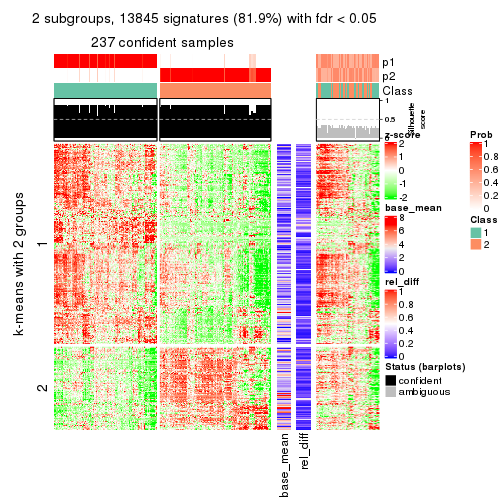 2 subgroups, 13845 signatures (81.9%) with fdr < 0.05
237 confident samples
p1
p2
Class
1
0.5
0
Silhouette
score
k-means with 2 groups
1
2
base_mean
rel_diff
z-score
2
1
0
-1
-2
base_mean
8
6
4
2
0
rel_diff
1
0.8
0.6
0.4
0.2
0
Status (barplots)
confident
ambiguous
Prob
1
0.8
0.6
0.4
0.2
0
Class
1
2